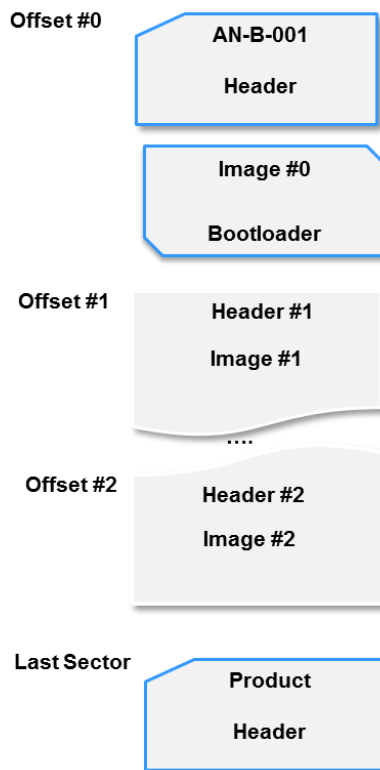 Offset #0
AN-B-001
Header
Image #0
Bootloader
Offset #1
Header #1
Image #1
....
Offset #2
Header #2
Image #2
Last Sector
Product
Header